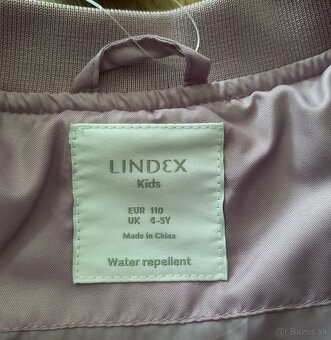 LINDEX
Kids
EUR 110
UK 4-5Y
Made in China
Water repellent
© Bazos.sk